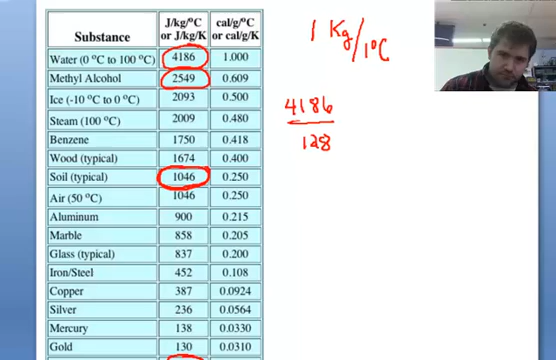 Substance J/kg/°C or J/kg/K cal/g/°C or cal/g/K
Water (0 °C to 100 °C) 4186 1.000
Methyl Alcohol 2549 0.609
Ice (-10 °C to 0 °C) 2093 0.500
Steam (100 °C) 2009 0.480
Benzene 1750 0.418
Wood (typical) 1674 0.400
Soil (typical) 1046 0.250
Air (50 °C) 1046 0.250
Aluminum 900 0.215
Marble 858 0.205
Glass (typical) 837 0.200
Iron/Steel 452 0.108
Copper 387 0.0924
Silver 236 0.0564
Mercury 138 0.0330
Gold 130 0.0310
1 Kg/1°C
4186
128